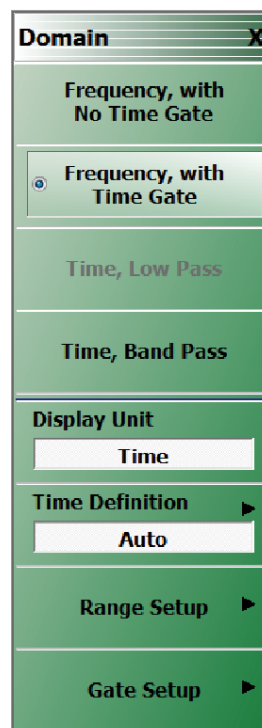 Domain X
Frequency, with
No Time Gate
Frequency, with
Time Gate
Time, Low Pass
Time, Band Pass
Display Unit
Time
Time Definition
Auto
Range Setup
Gate Setup